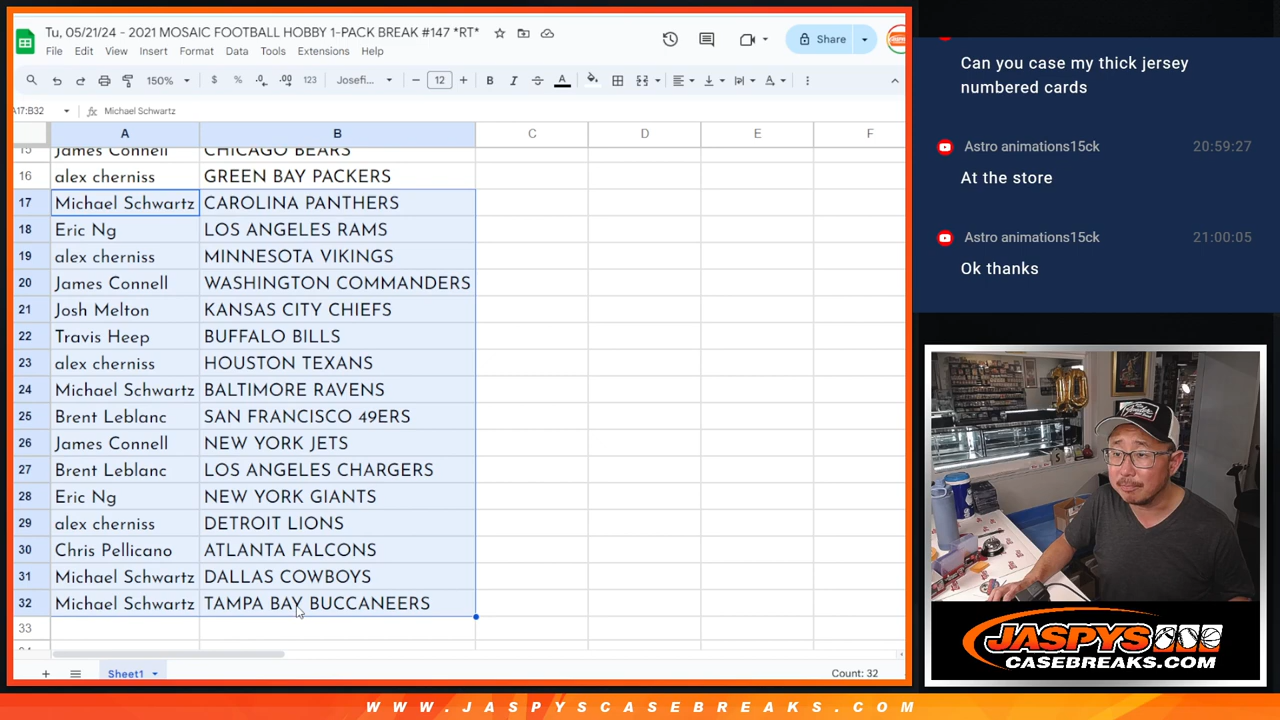 Tu, 05/21/24 - 2021 MOSAIC FOOTBALL HOBBY 1-PACK BREAK #147 *RT*
File Edit View Insert Format Data Tools Extensions Help
Share
150% $ % .0 .00 123 Josefi... - 12 + B I A
A17:B32 fx Michael Schwartz
A B C D E F
15 James Connell CHICAGO BEARS
16 alex cherniss GREEN BAY PACKERS
17 Michael Schwartz CAROLINA PANTHERS
18 Eric Ng LOS ANGELES RAMS
19 alex cherniss MINNESOTA VIKINGS
20 James Connell WASHINGTON COMMANDERS
21 Josh Melton KANSAS CITY CHIEFS
22 Travis Heep BUFFALO BILLS
23 alex cherniss HOUSTON TEXANS
24 Michael Schwartz BALTIMORE RAVENS
25 Brent Leblanc SAN FRANCISCO 49ERS
26 James Connell NEW YORK JETS
27 Brent Leblanc LOS ANGELES CHARGERS
28 Eric Ng NEW YORK GIANTS
29 alex cherniss DETROIT LIONS
30 Chris Pellicano ATLANTA FALCONS
31 Michael Schwartz DALLAS COWBOYS
32 Michael Schwartz TAMPA BAY BUCCANEERS
33
Sheet1
Count: 32
Can you case my thick jersey
numbered cards
Astro animations15ck 20:59:27
At the store
Astro animations15ck 21:00:05
Ok thanks
10
JASPYS
CASEBREAKS.COM
WWW.JASPYSCASEBREAKS.COM